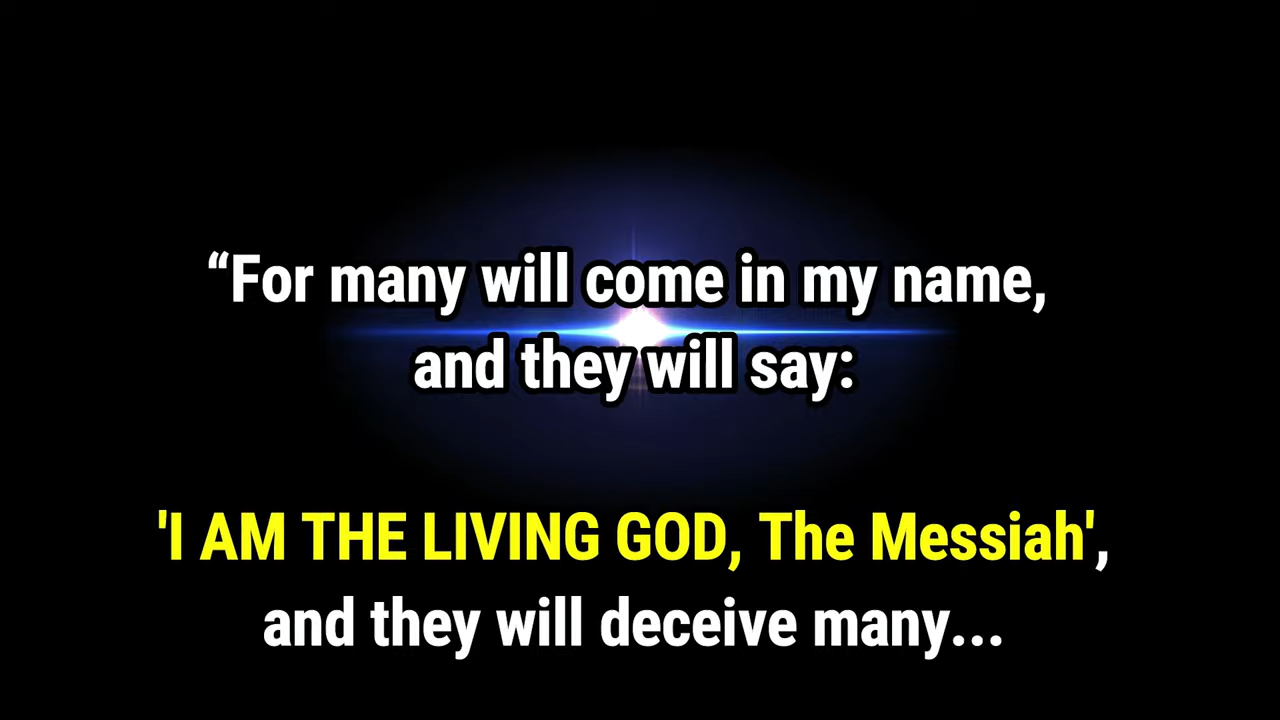 “For many will come in my name,
and they will say:
'I AM THE LIVING GOD, The Messiah',
and they will deceive many...